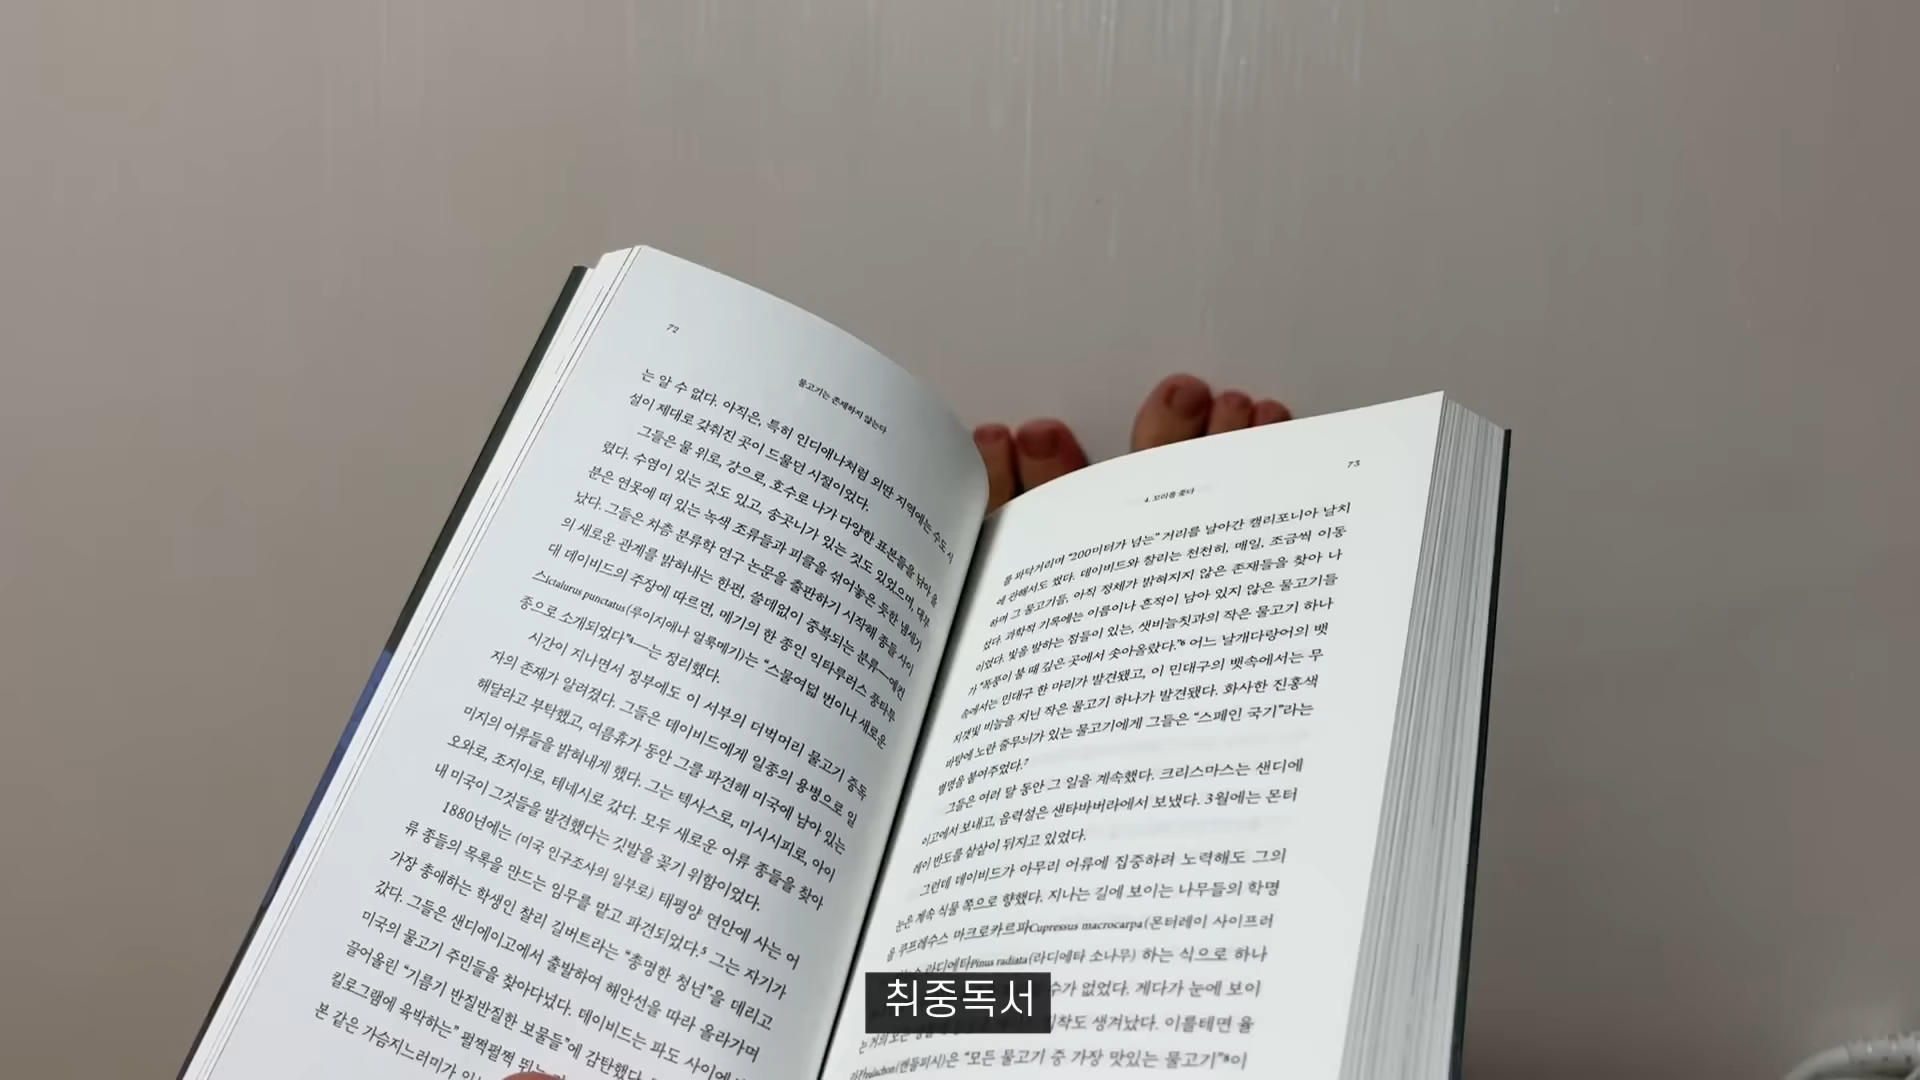 72
물고기는 존재하지 않는다
는 알 수 없다. 아직은, 특히 인디애나처럼 외딴 지역에는 수도 시
설이 제대로 갖춰진 곳이 드물던 시절이었다.
그들은 물 위로, 강으로, 호수로 나가 다양한 표본들을 낚아 올
렸다. 수염이 있는 것도 있고, 송곳니가 있는 것도 있었으며, 대부
분은 연못에 떠 있는 녹색 조류들과 피클을 섞어놓은 듯한 냄새가
났다. 그들은 차츰 분류학 연구 논문을 출판하기 시작해 종들 사이
의 새로운 관계를 밝혀내는 한편, 쓸데없이 중복되는 분류—예컨
대 데이비드의 주장에 따르면, 메기의 한 종인 익타루러스 풍타투
스ictalurus punctatus(루이지애나 얼룩메기)는 “스물여덟 번이나 새로운
종으로 소개되었다”4—는 정리했다.
시간이 지나면서 정부에도 이 서부의 더벅머리 물고기 중독
자의 존재가 알려졌다. 그들은 데이비드에게 일종의 용병으로 일
해달라고 부탁했고, 여름휴가 동안 그를 파견해 미국에 남아 있는
미지의 어류들을 밝혀내게 했다. 그는 텍사스로, 미시시피로, 아이
오와로, 조지아로, 테네시로 갔다. 모두 새로운 어류 종들을 찾아
내 미국이 그것들을 발견했다는 깃발을 꽂기 위함이었다.
1880년에는 (미국 인구조사의 일부로) 태평양 연안에 사는 어
류 종들의 목록을 만드는 임무를 맡고 파견되었다.5 그는 자기가
가장 총애하는 학생인 찰리 길버트라는 “총명한 청년”을 데리고
갔다. 그들은 샌디에이고에서 출발하여 해안선을 따라 올라가며
미국의 물고기 주민들을 찾아다녔다. 데이비드는 파도 사이에
끌어올린 “기름기 반질반질한 보물들”에 감탄했다
킬로그램에 육박하는” 펄쩍펄쩍 뛰는
본 같은 가슴지느러미가
73
4. 꼬리를 좇다
를 파닥거리며 “200미터가 넘는” 거리를 날아간 캘리포니아 날치
에 관해서도 썼다. 데이비드와 찰리는 천천히, 매일, 조금씩 이동
하며 그 물고기들, 아직 정체가 밝혀지지 않은 존재들을 찾아 나
섰다. 과학적 기록에는 이름이나 흔적이 남아 있지 않은 물고기들
이었다. 빛을 발하는 점들이 있는, 샛비늘칫과의 작은 물고기 하나
가 “폭풍이 불 때 깊은 곳에서 솟아올랐다.”6 어느 날개다랑어의 뱃
속에서는 민대구 한 마리가 발견됐고, 이 민대구의 뱃속에서는 무
지갯빛 비늘을 지닌 작은 물고기 하나가 발견됐다. 화사한 진홍색
바탕에 노란 줄무늬가 있는 물고기에게 그들은 “스페인 국기”라는
별명을 붙여주었다.7
그들은 여러 달 동안 그 일을 계속했다. 크리스마스는 샌디에
이고에서 보내고, 음력설은 샌타바버라에서 보냈다. 3월에는 몬터
레이 반도를 샅샅이 뒤지고 있었다.
그런데 데이비드가 아무리 어류에 집중하려 노력해도 그의
눈은 계속 식물 쪽으로 향했다. 지나는 길에 보이는 나무들의 학명
을 쿠프레수스 마크로카르파Cupressus macrocarpa(몬터레이 사이프러
라디에타Pinus radiata(라디에타 소나무) 하는 식으로 하나
수가 없었다. 게다가 눈에 보이
착도 생겨났다. 이를테면 율
(캔들피시)은 “모든 물고기 중 가장 맛있는 물고기”8이
취중독서